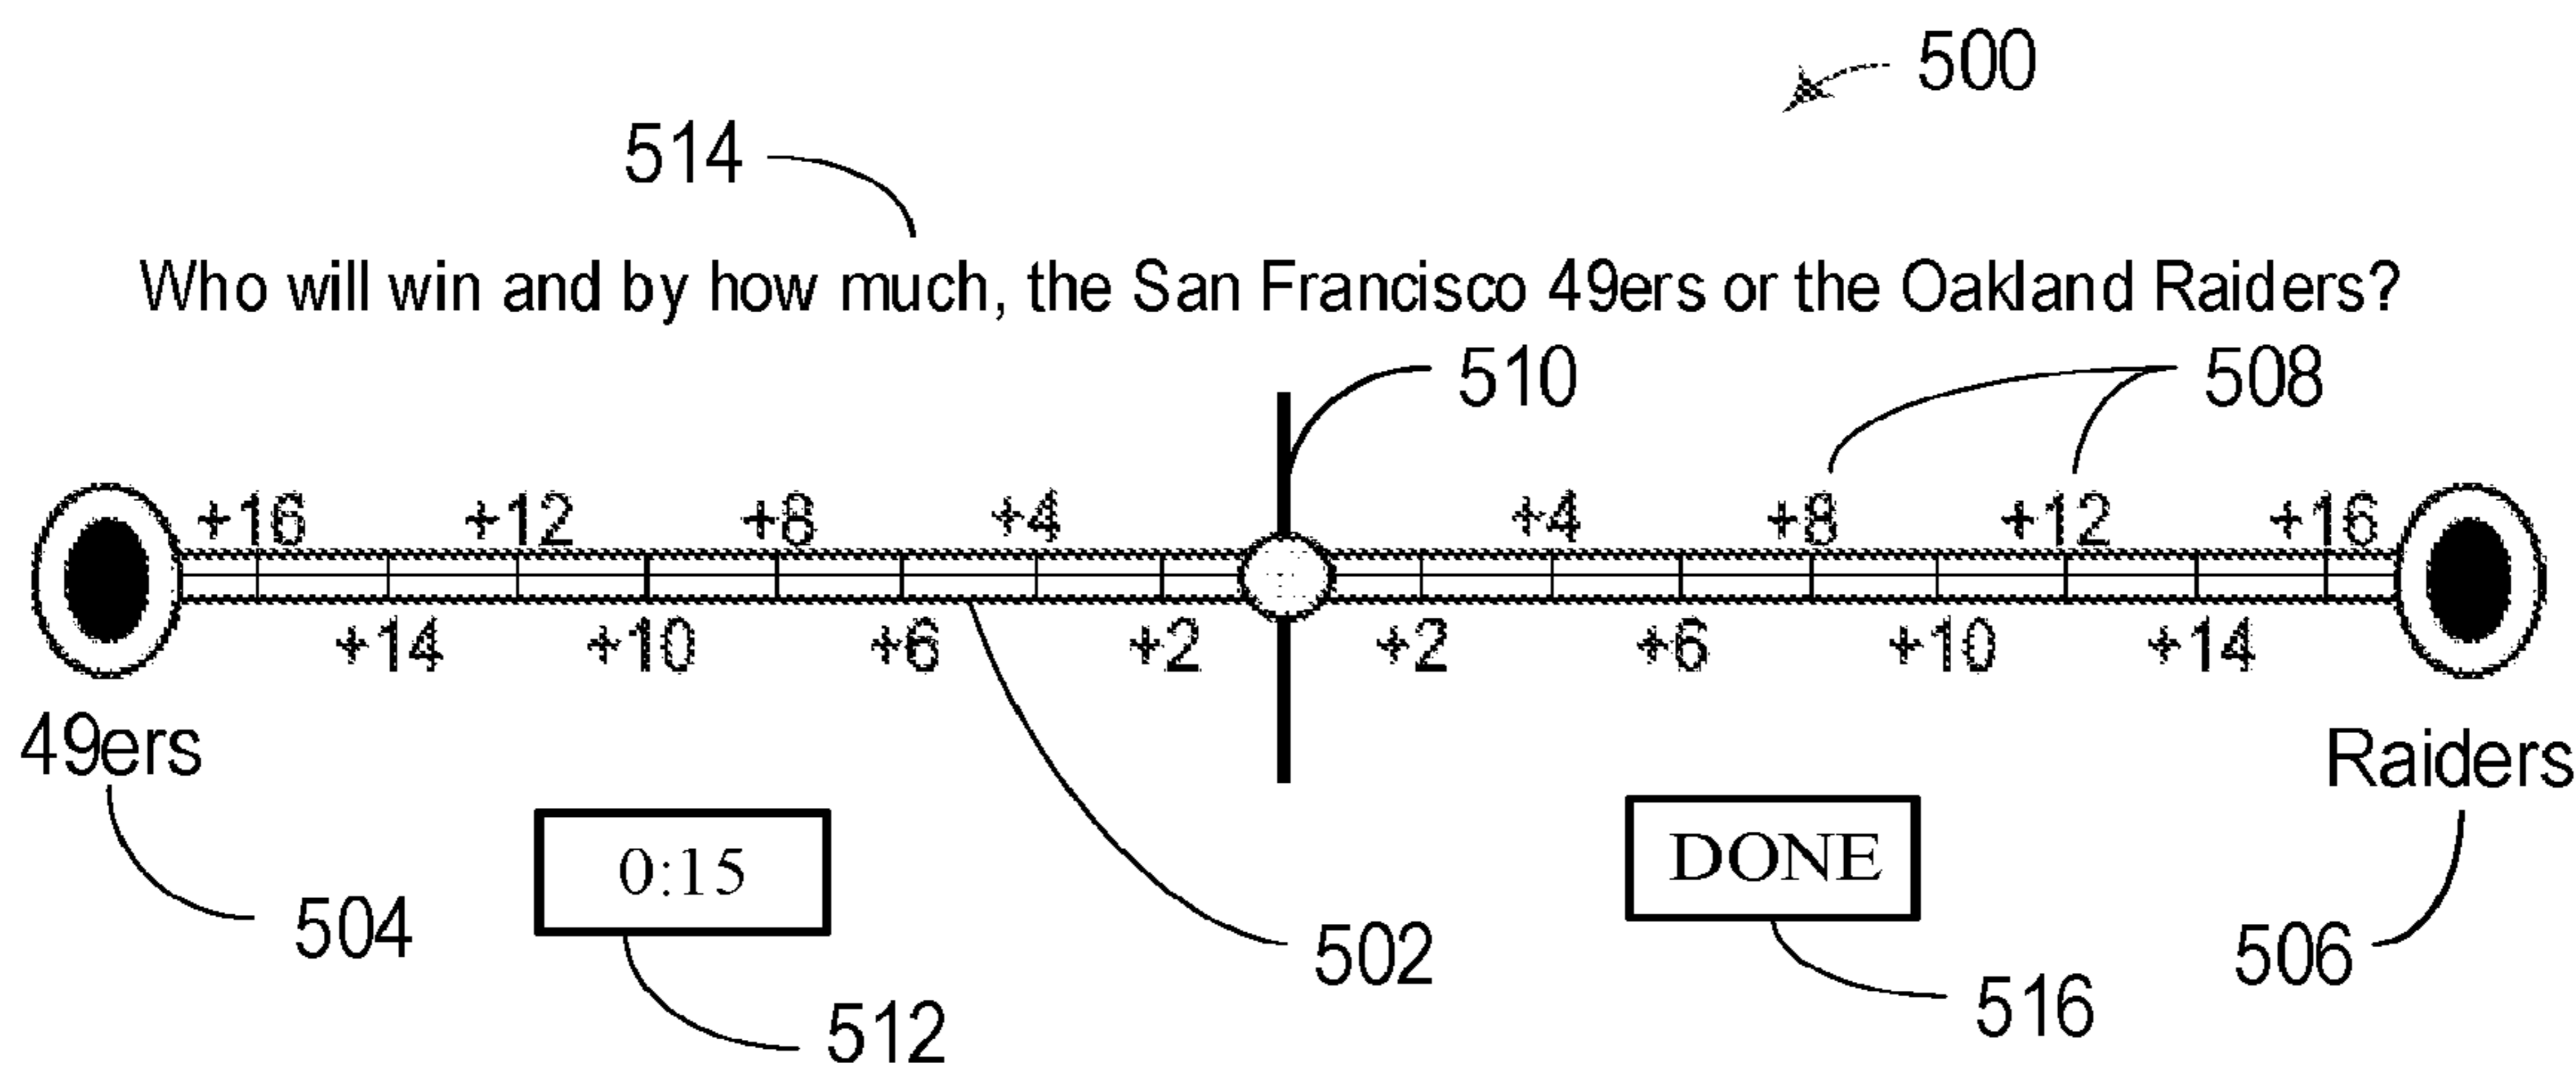 500
514
Who will win and by how much, the San Francisco 49ers or the Oakland Raiders?
510 508
+16 +12 +8 +4 +4 +8 +12 +16
+14 +10 +6 +2 +2 +6 +10 +14
49ers Raiders
0:15 DONE
504 502 506
512 516